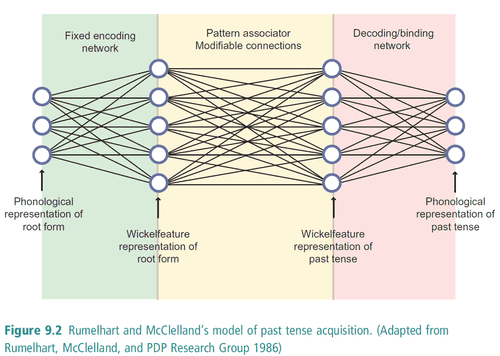 Fixed encoding
network
Pattern associator
Modifiable connections
Decoding/binding
network
Phonological
representation of
root form
Wickelfeature
representation of
root form
Wickelfeature
representation of
past tense
Phonological
representation of
past tense
Figure 9.2 Rumelhart and McClelland's model of past tense acquisition. (Adapted from
Rumelhart, McClelland, and PDP Research Group 1986)